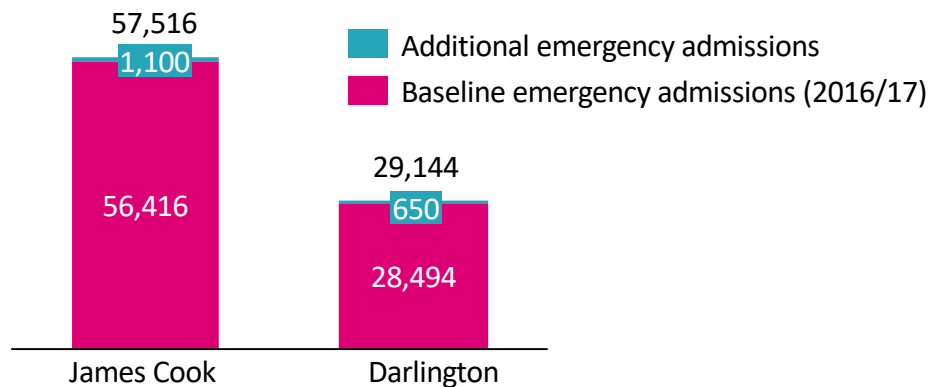 57,516
1,100
56,416
James Cook
29,144
650
28,494
Darlington
Additional emergency admissions
Baseline emergency admissions (2016/17)